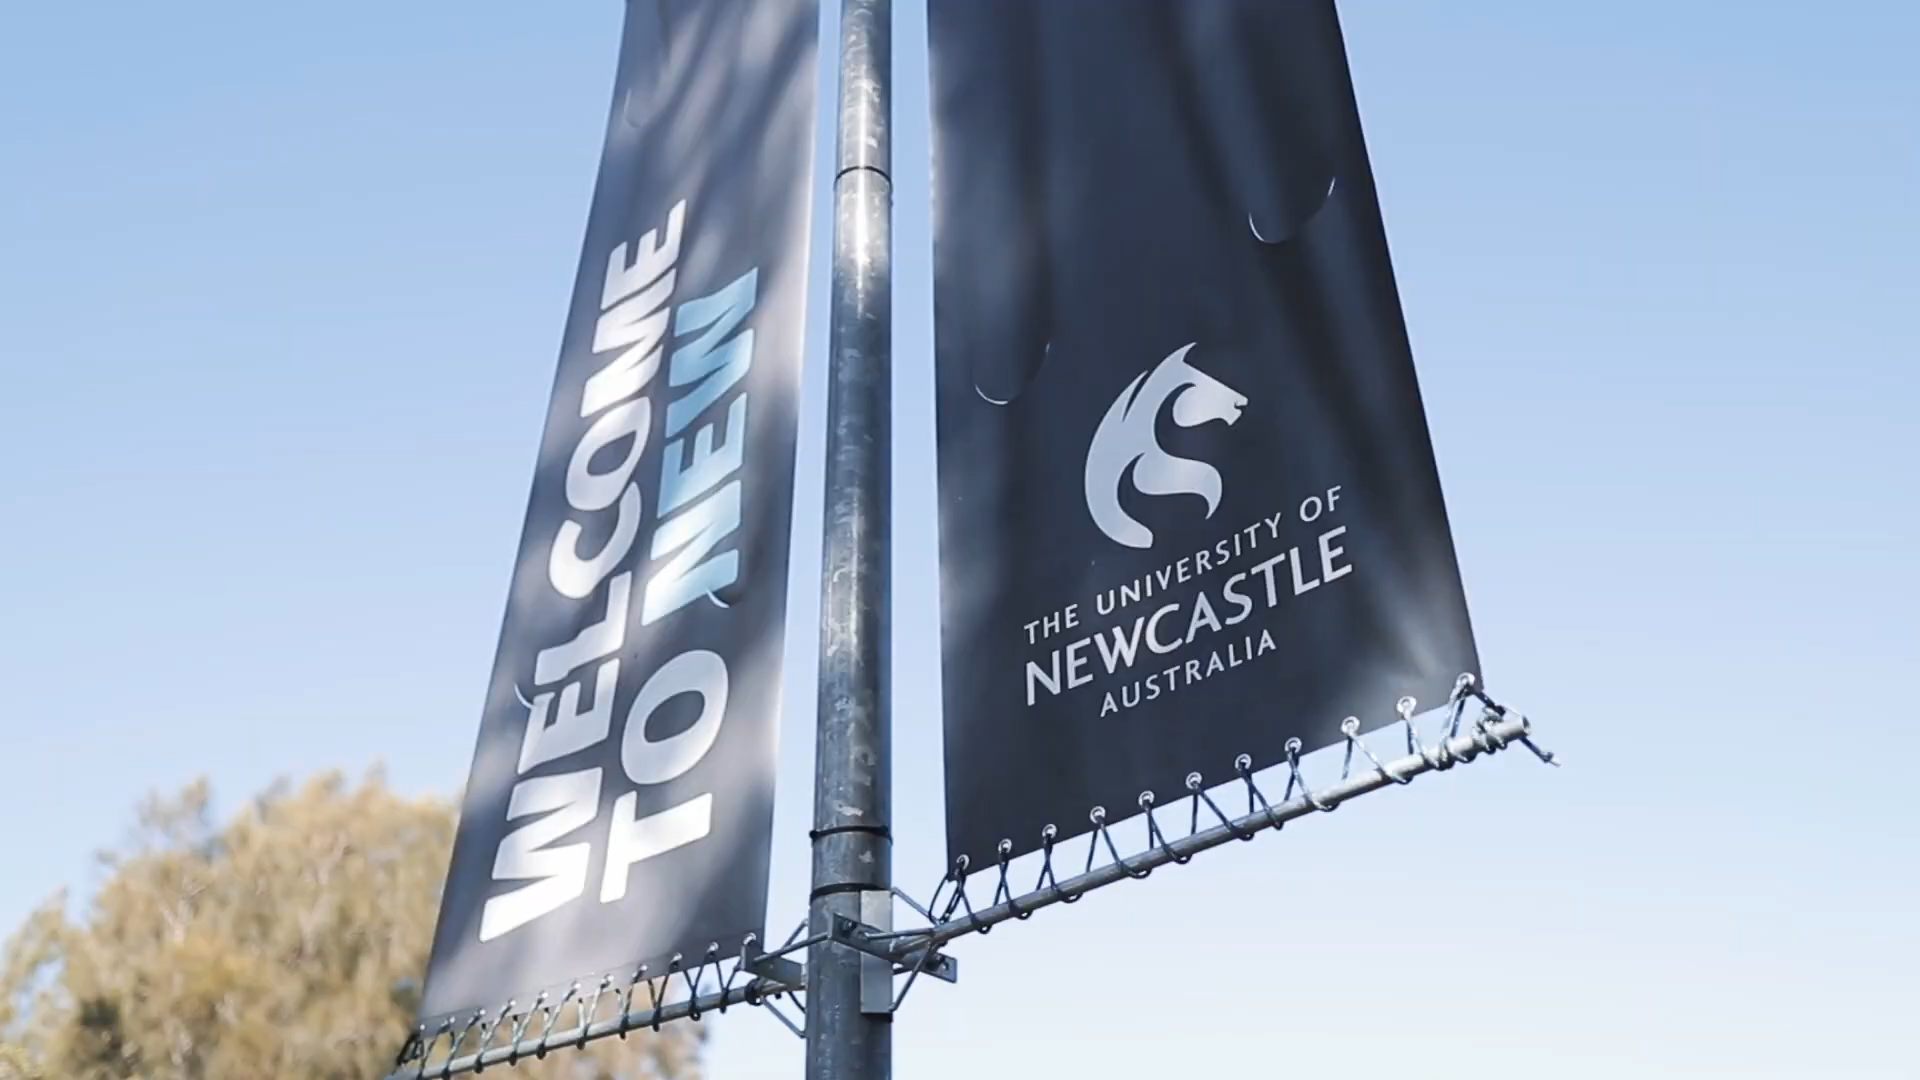 WELCOME
TO NEW
THE UNIVERSITY OF
NEWCASTLE
AUSTRALIA